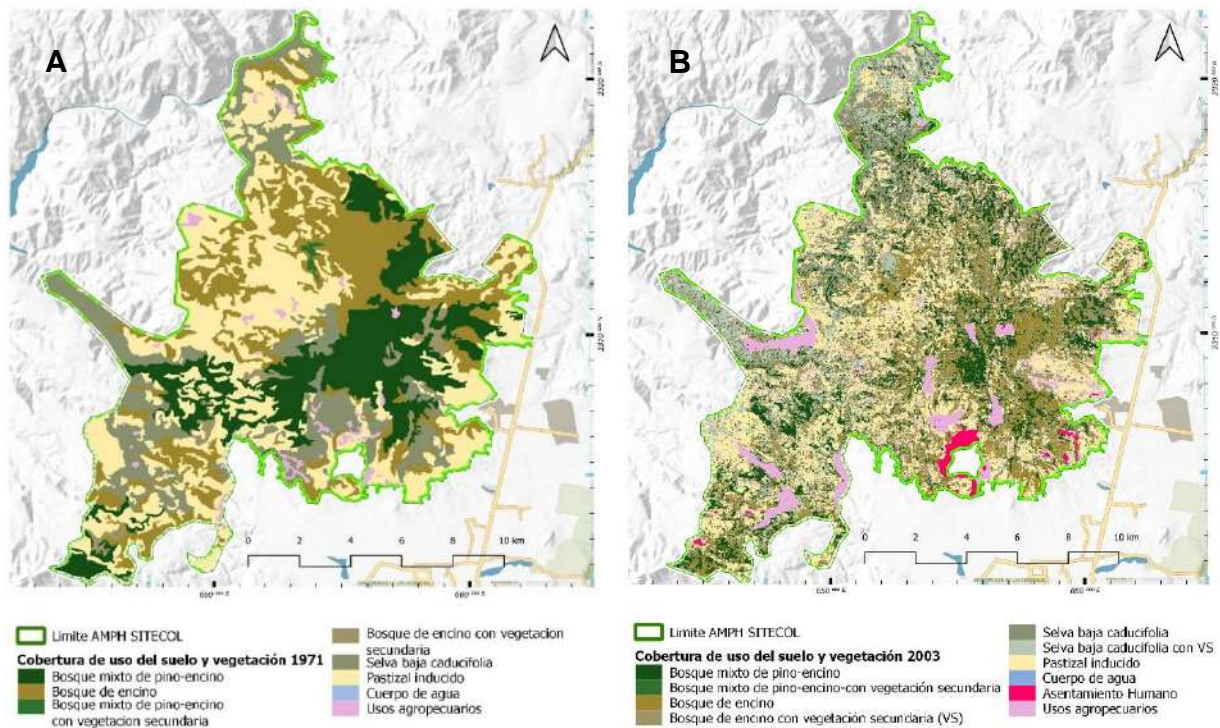 A
B
0 2 4 6 8 10 km
0 2 4 6 8 10 km
Limite AMPH SITECOL
Cobertura de uso del suelo y vegetación 1971
Bosque mixto de pino-encino
Bosque de encino
Bosque mixto de pino-encino
con vegetacion secundaria
Bosque de encino con vegetacion
secundaria
Selva baja caducifolia
Pastizal inducido
Cuerpo de agua
Usos agropecuarios
Limite AMPH SITECOL
Cobertura de uso del suelo y vegetación 2003
Bosque mixto de pino-encino
Bosque mixto de pino-encino-con vegetación secundaria
Bosque de encino
Bosque de encino con vegetación secundaria (VS)
Selva baja caducifolia
Selva baja caducifolia con VS
Pastizal inducido
Cuerpo de agua
Asentamiento Humano
Usos agropecuarios